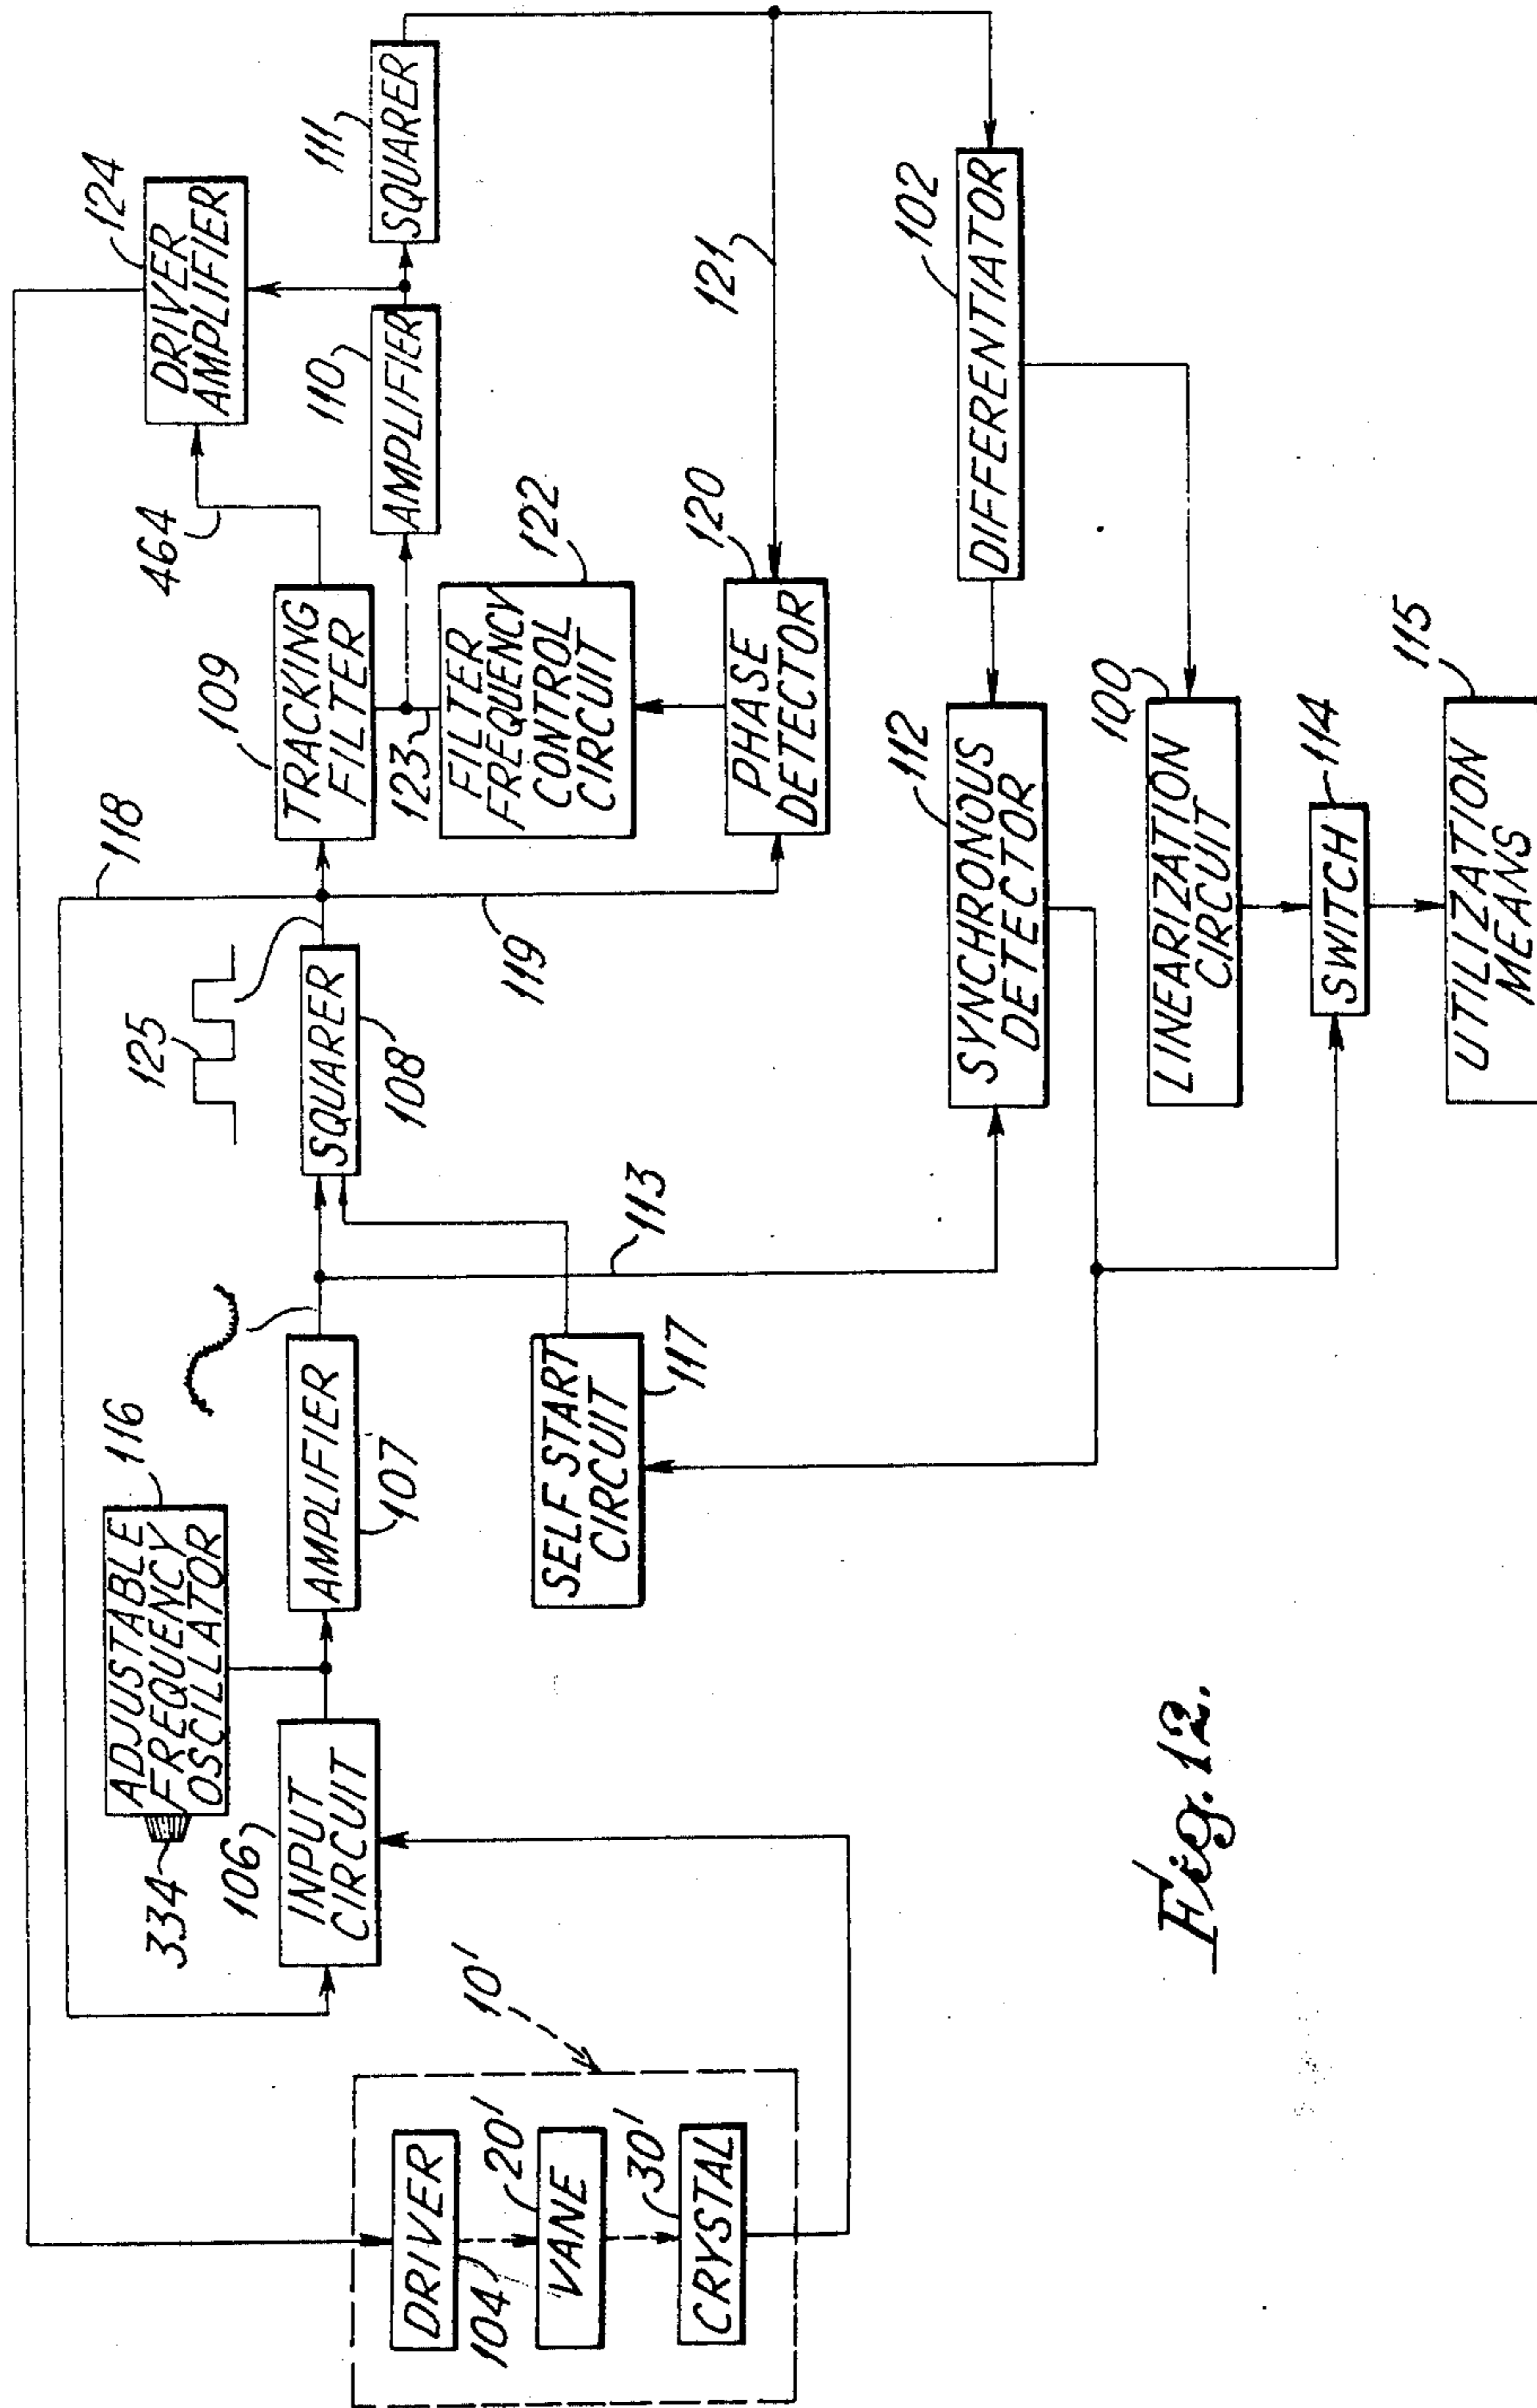 334
ADJUSTABLE
FREQUENCY
OSCILLATOR
116
106
INPUT
CIRCUIT
AMPLIFIER
107
125
SQUARER
108
118
119
109
TRACKING
FILTER
464
DRIVER
AMPLIFIER
124
123
110
AMPLIFIER
111
SQUARER
FILTER
FREQUENCY
CONTROL
CIRCUIT
122
PHASE
DETECTOR
120
121
10'
DRIVER
104
20'
VANE
30'
CRYSTAL
SELF START
CIRCUIT
117
113
SYNCHRONOUS
DETECTOR
112
DIFFERENTIATOR
102
LINEARIZATION
CIRCUIT
100
SWITCH
114
UTILIZATION
MEANS
115
Fig. 12.